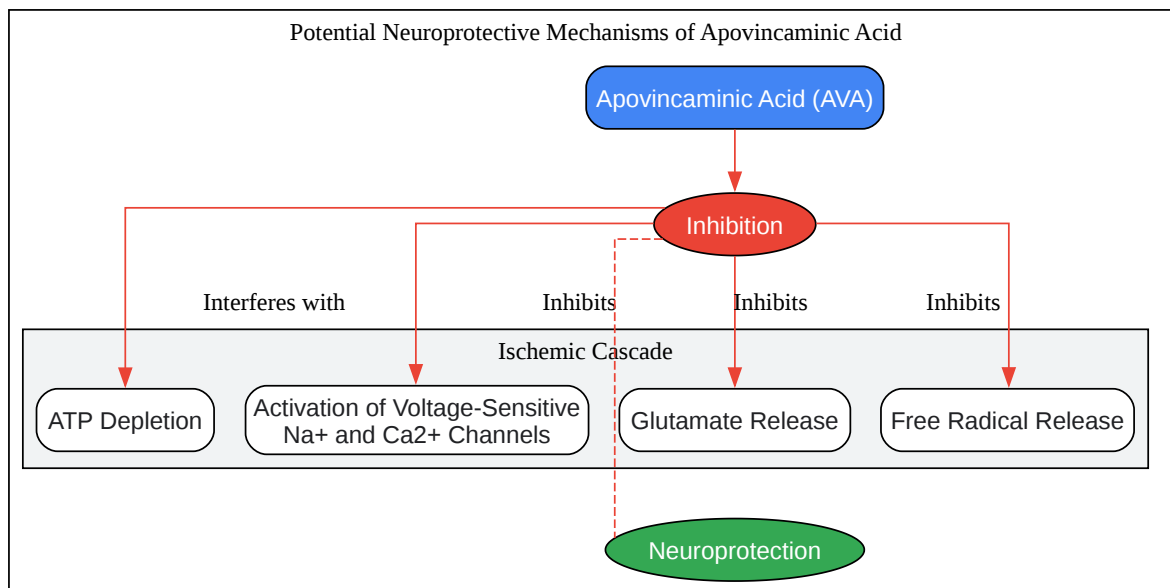 Potential Neuroprotective Mechanisms of Apovincaminic Acid
Apovincaminic Acid (AVA)
Inhibition
Interferes with
Inhibits
Inhibits
Inhibits
Ischemic Cascade
ATP Depletion
Activation of Voltage-Sensitive
Na+ and Ca2+ Channels
Glutamate Release
Free Radical Release
Neuroprotection